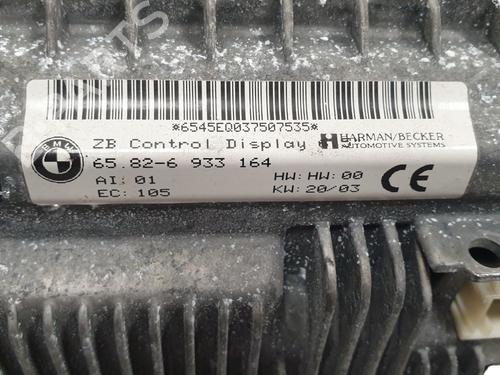 *6545EQ037507535*
BMW
ZB Control Display
HARMAN/BECKER
AUTOMOTIVE SYSTEMS
65.82-6 933 164
AI: 01
HW: HW: 00
EC: 105
KW: 20/03
CE